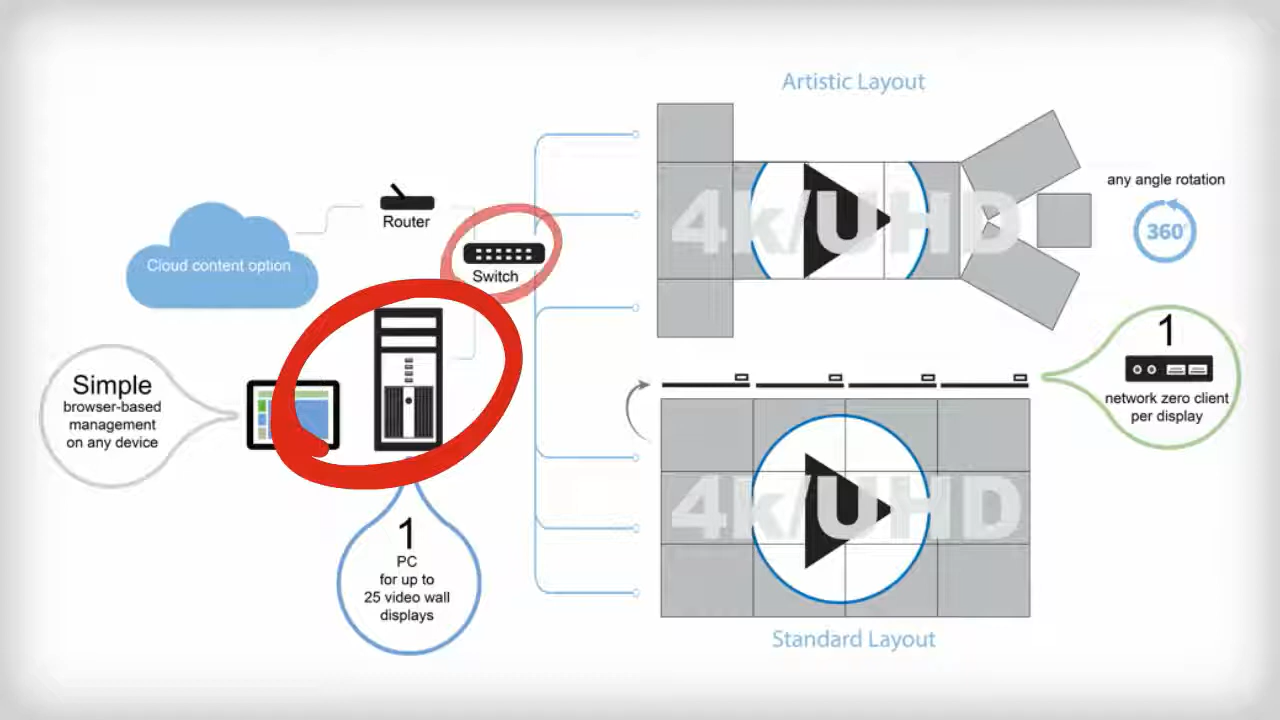 Artistic Layout
4k/UHD
any angle rotation
360°
Router
Switch
Cloud content option
Simple
browser-based
management
on any device
1
PC
for up to
25 video wall
displays
1
network zero client
per display
4k/UHD
Standard Layout